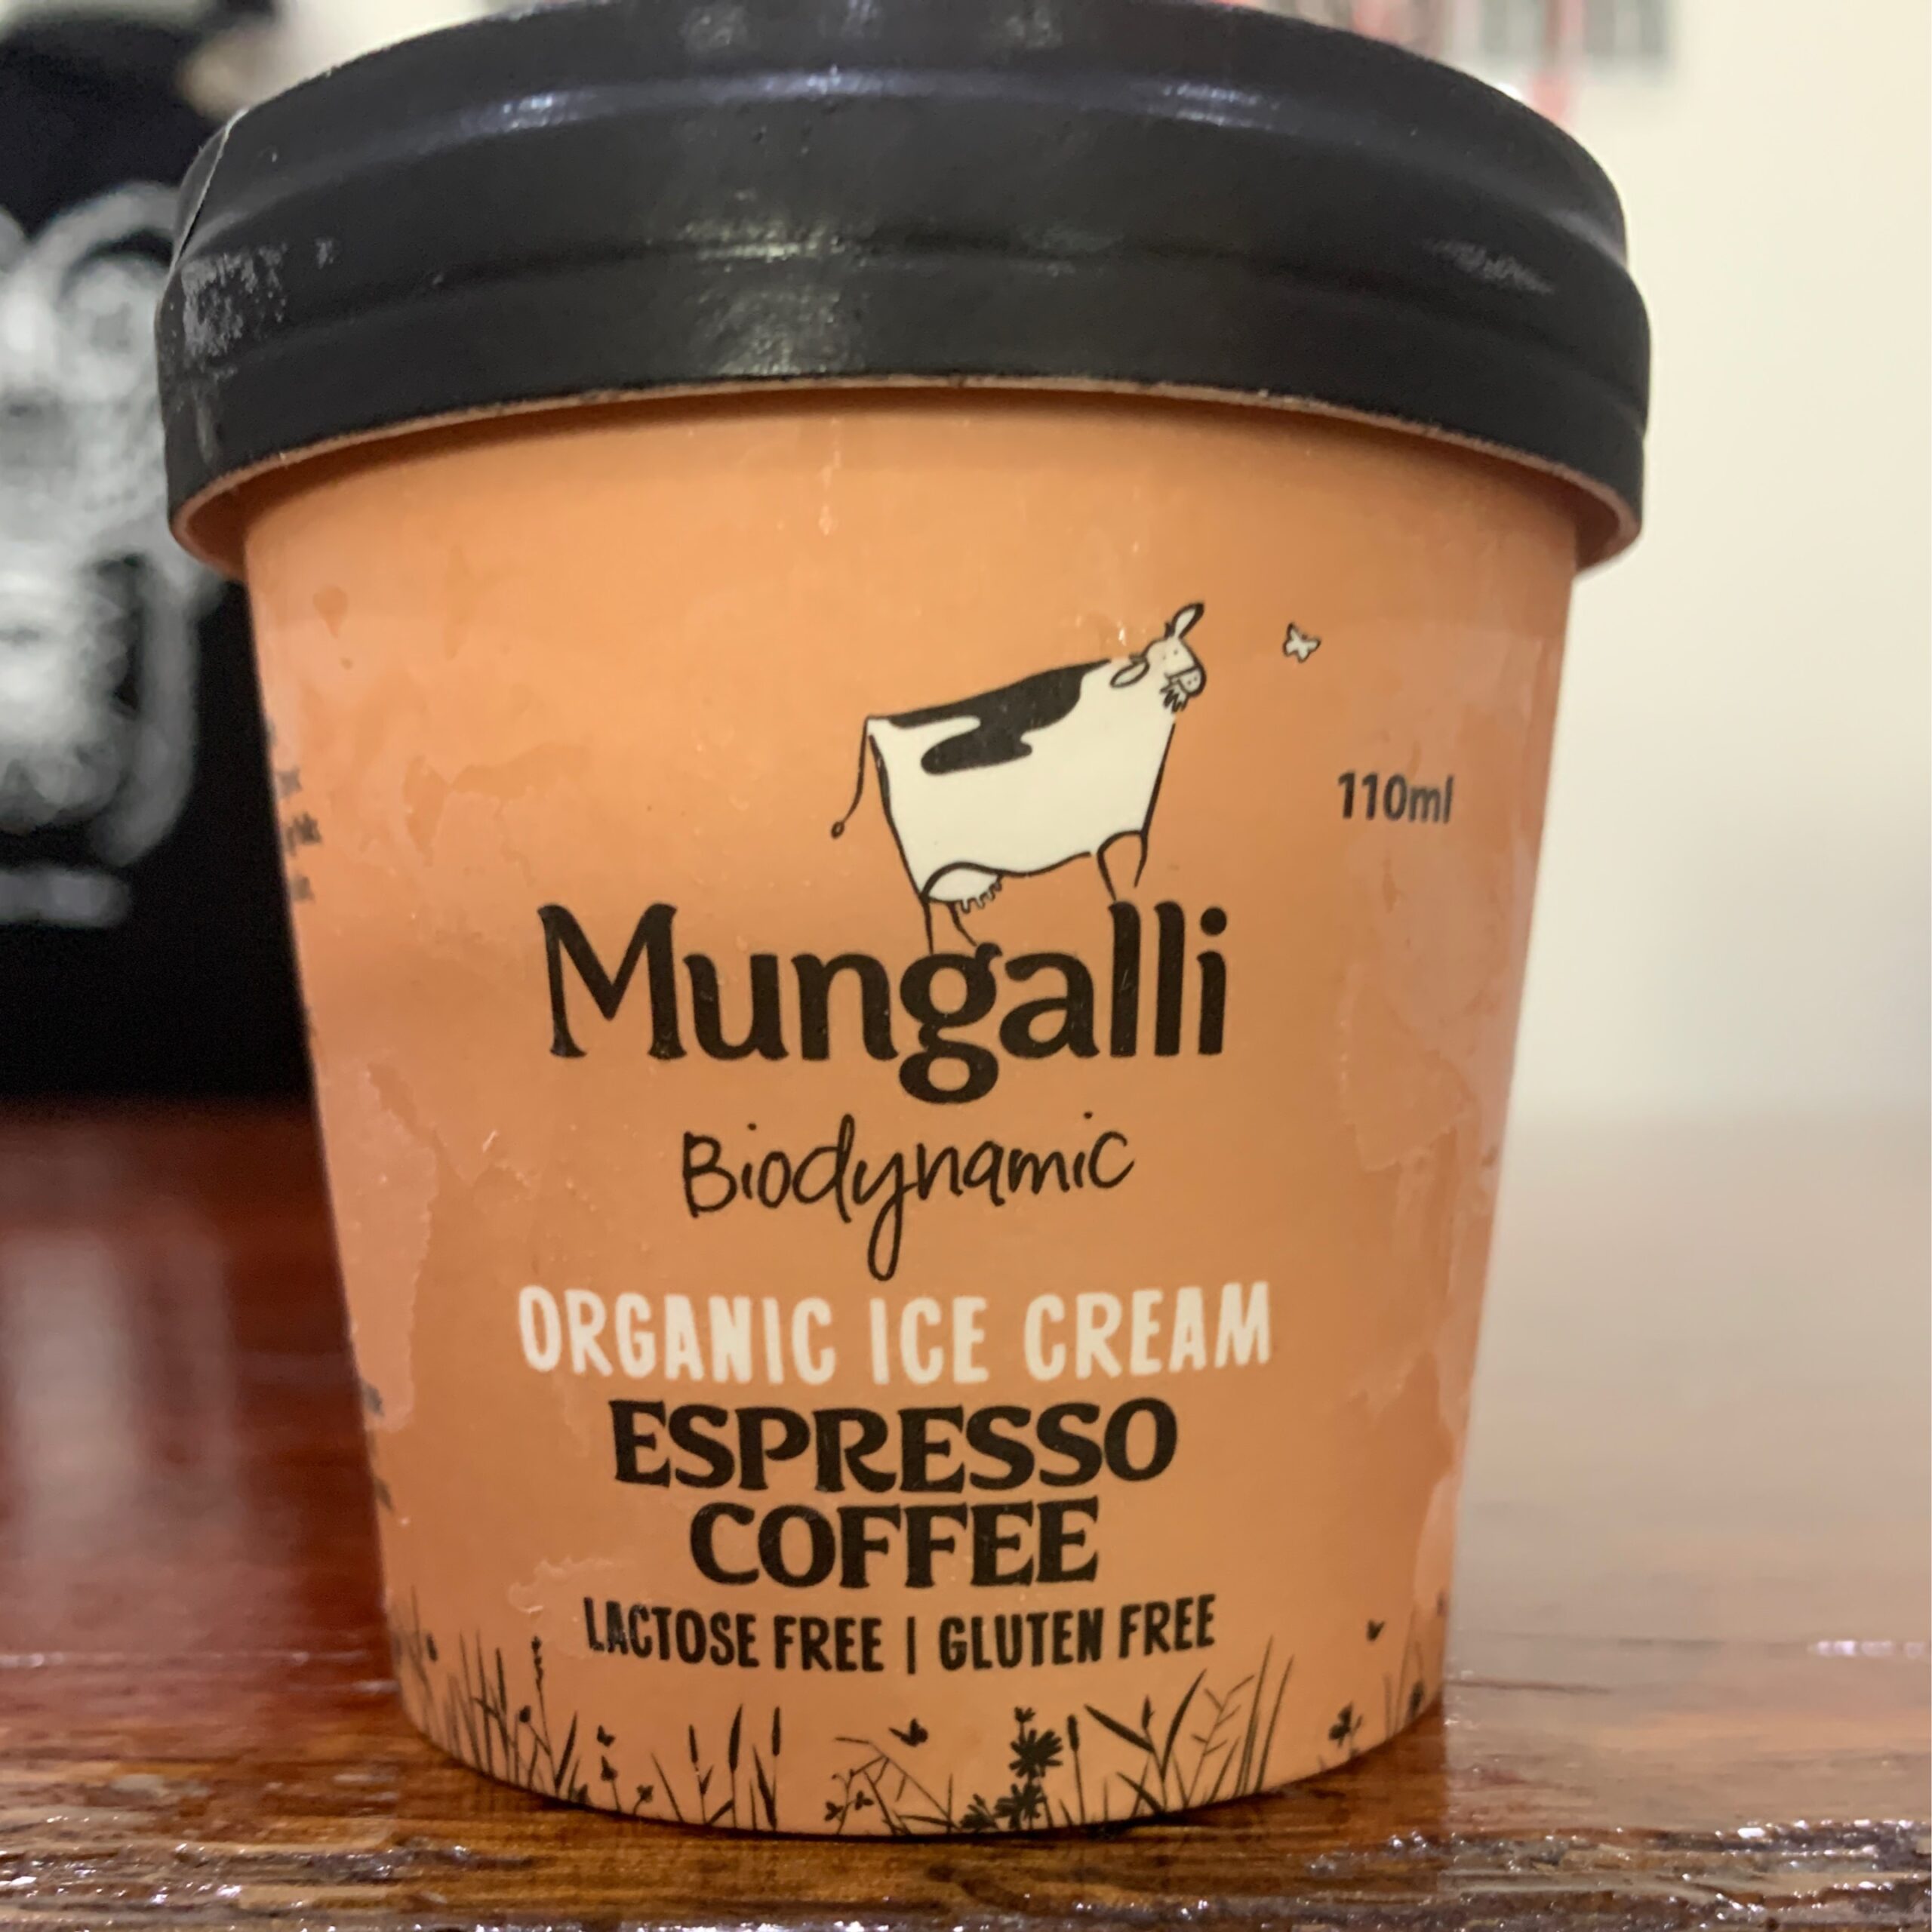 110ml
Mungalli
Biodynamic
ORGANIC ICE CREAM
ESPRESSO
COFFEE
LACTOSE FREE | GLUTEN FREE